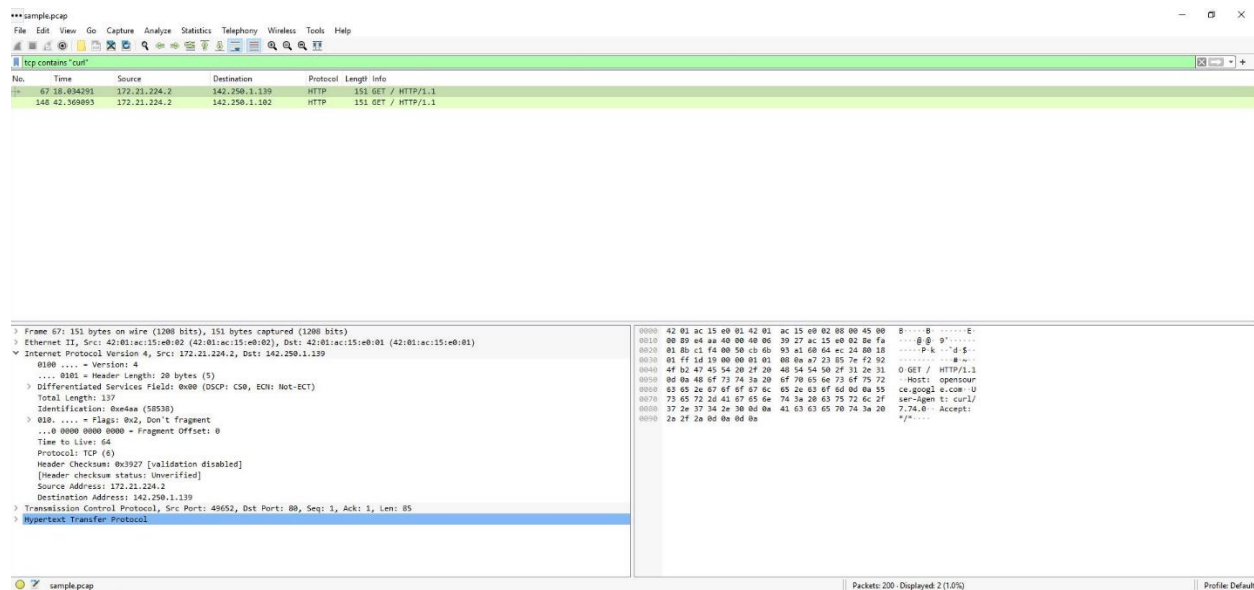 sample.pcap
File Edit View Go Capture Analyze Statistics Telephony Wireless Tools Help
tcp contains "curl"
No. Time Source Destination Protocol Length Info
67 18.034291 172.21.224.2 142.250.1.139 HTTP 151 GET / HTTP/1.1
148 42.369093 172.21.224.2 142.250.1.102 HTTP 151 GET / HTTP/1.1
> Frame 67: 151 bytes on wire (1208 bits), 151 bytes captured (1208 bits)
> Ethernet II, Src: 42:01:ac:15:e0:02 (42:01:ac:15:e0:02), Dst: 42:01:ac:15:e0:01 (42:01:ac:15:e0:01)
Internet Protocol Version 4, Src: 172.21.224.2, Dst: 142.250.1.139
0100 .... = Version: 4
.... 0101 = Header Length: 20 bytes (5)
> Differentiated Services Field: 0x00 (DSCP: CS0, ECN: Not-ECT)
Total Length: 137
Identification: 0xe4aa (58538)
> 010. .... = Flags: 0x2, Don't fragment
...0 0000 0000 0000 = Fragment Offset: 0
Time to Live: 64
Protocol: TCP (6)
Header Checksum: 0x3927 [validation disabled]
[Header checksum status: Unverified]
Source Address: 172.21.224.2
Destination Address: 142.250.1.139
> Transmission Control Protocol, Src Port: 49652, Dst Port: 80, Seq: 1, Ack: 1, Len: 85
> Hypertext Transfer Protocol
0000 42 01 ac 15 e0 01 42 01 ac 15 e0 02 08 00 45 00 B·····B· ······E·
0010 00 89 e4 aa 40 00 40 06 39 27 ac 15 e0 02 8e fa ····@·@· 9'······
0020 01 8b c1 f4 00 50 cb 6b 93 a1 60 64 ec 24 80 18 ·····P·k ··`d·$··
0030 01 ff 1d 19 00 00 01 01 08 0a a7 23 85 7e f2 92 ········ ···#·~··
0040 4f b2 47 45 54 20 2f 20 48 54 54 50 2f 31 2e 31 O·GET / HTTP/1.1
0050 0d 0a 48 6f 73 74 3a 20 6f 70 65 6e 73 6f 75 72 ··Host: opensour
0060 63 65 2e 67 6f 6f 67 6c 65 2e 63 6f 6d 0d 0a 55 ce.googl e.com··U
0070 73 65 72 2d 41 67 65 6e 74 3a 20 63 75 72 6c 2f ser-Agen t: curl/
0080 37 2e 37 34 2e 30 0d 0a 41 63 63 65 70 74 3a 20 7.74.0·· Accept:
0090 2a 2f 2a 0d 0a 0d 0a */*····
sample.pcap Packets: 200 · Displayed: 2 (1.0%) Profile: Default